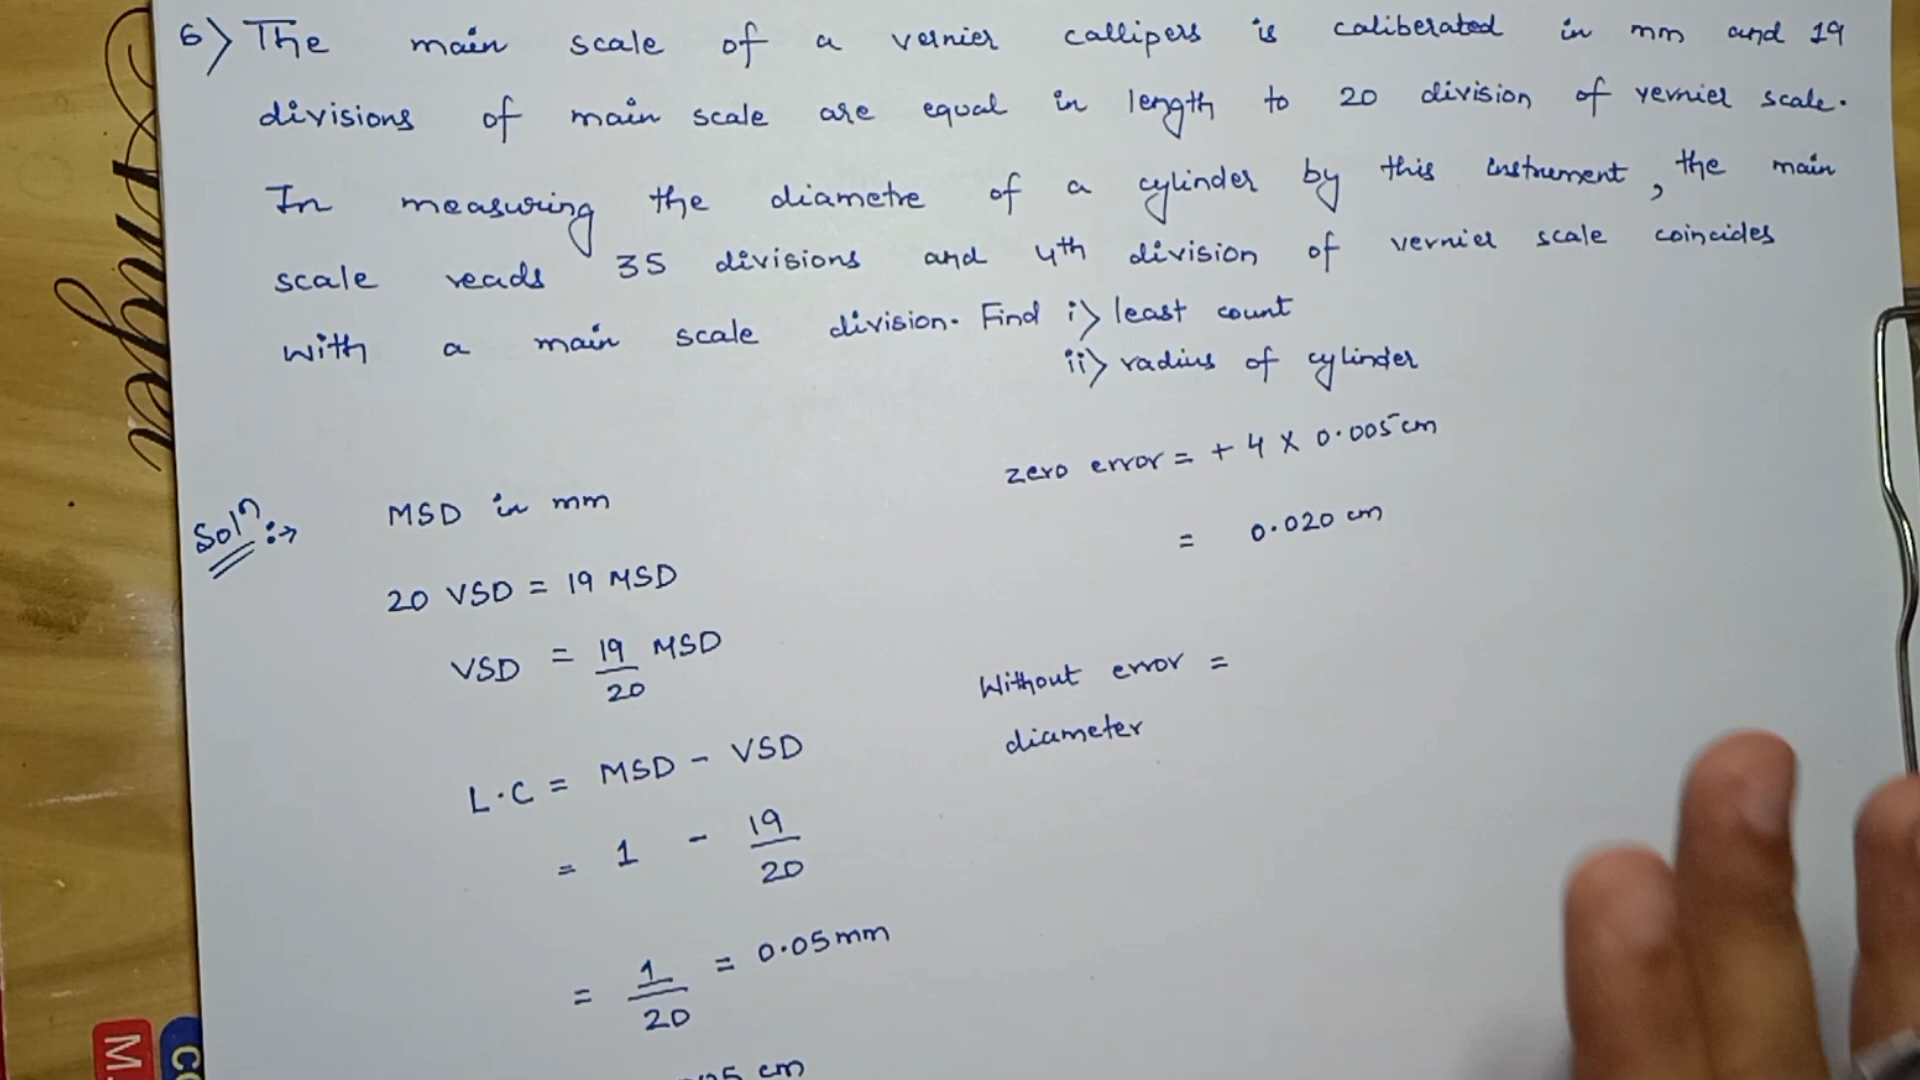 6) The main scale of a vernier callipers is caliberated in mm and 19
divisions of main scale are equal in length to 20 division of vernier scale.
In measuring the diametre of a cylinder by this instrument, the main
scale reads 35 divisions and 4th division of vernier scale coincides
with a main scale division. Find i) least count
ii) radius of cylinder
Soln :→ MSD in mm
20 VSD = 19 MSD
VSD = 19/20 MSD
L.C = MSD - VSD
= 1 - 19/20
= 1/20 = 0.05mm
cm
zero error = + 4 X 0.005cm
= 0.020 cm
Without error =
diameter